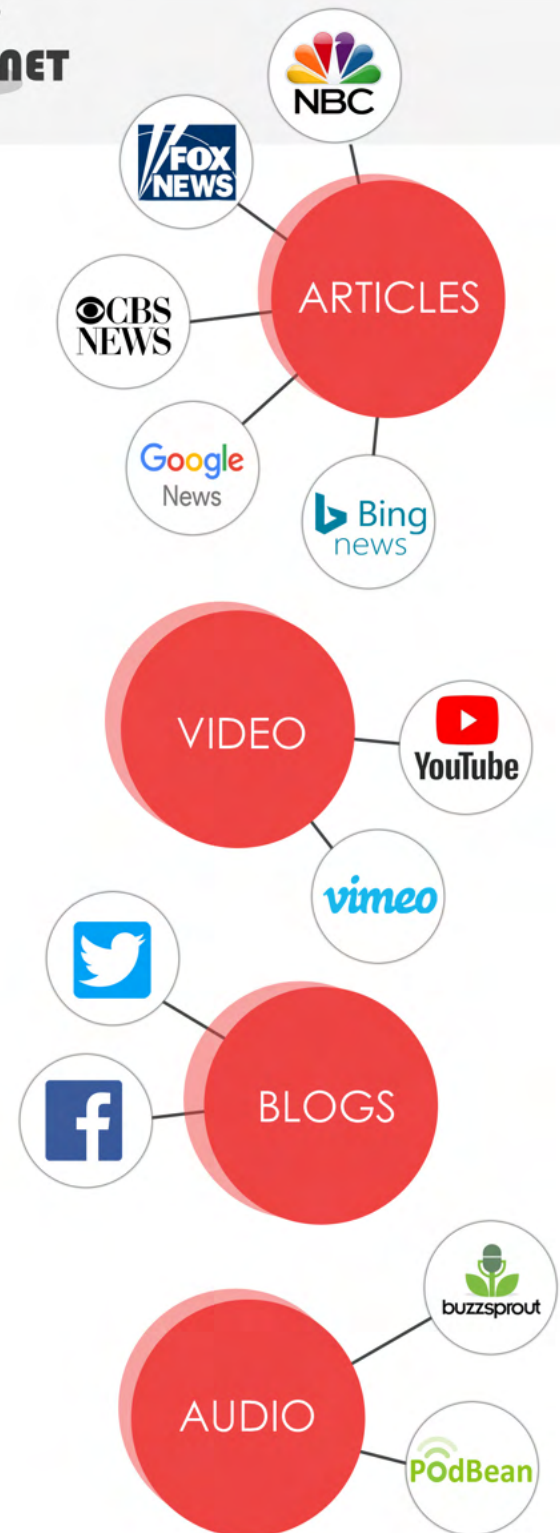 NET
NBC
FOX
NEWS
ARTICLES
CBS
NEWS
Google
News
Bing
news
VIDEO
YouTube
vimeo
BLOGS
f
buzzsprout
AUDIO
PodBean